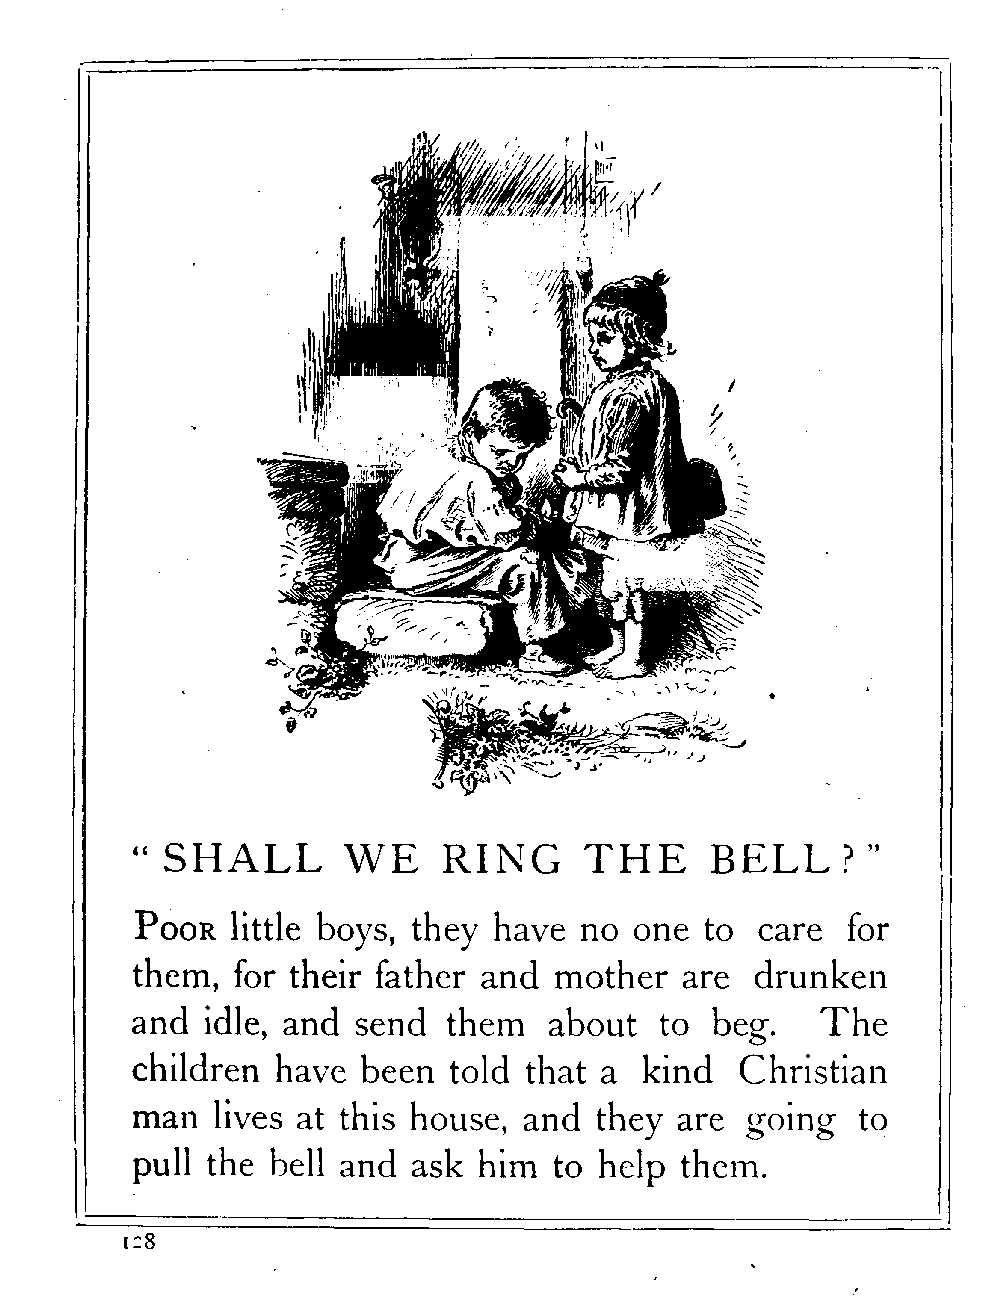 “SHALL WE RING THE BELL?”
POOR little boys, they have no one to care for
them, for their father and mother are drunken
and idle, and send them about to beg. The
children have been told that a kind Christian
man lives at this house, and they are going to
pull the bell and ask him to help them.
128